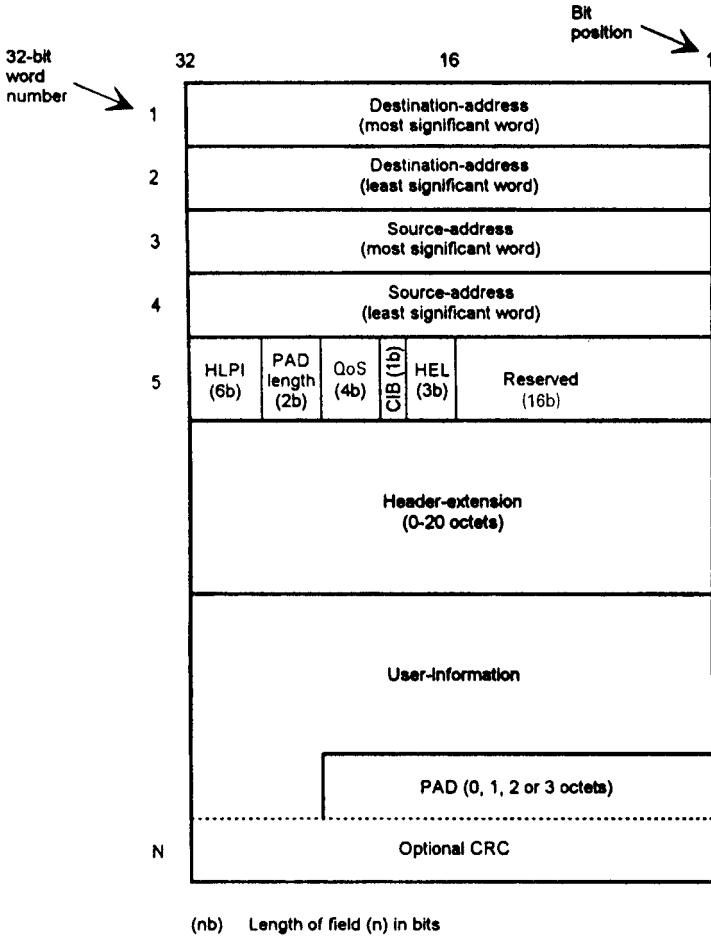 Bit
position
32-bit
word
number
32 16 1
1 Destination-address
(most significant word)
2 Destination-address
(least significant word)
3 Source-address
(most significant word)
4 Source-address
(least significant word)
5
HLPI
(6b)
PAD
length
(2b)
QoS
(4b)
CIB (1b)
HEL
(3b)
Reserved
(16b)
Header-extension
(0-20 octets)
User-Information
PAD (0, 1, 2 or 3 octets)
N Optional CRC
(nb) Length of field (n) in bits